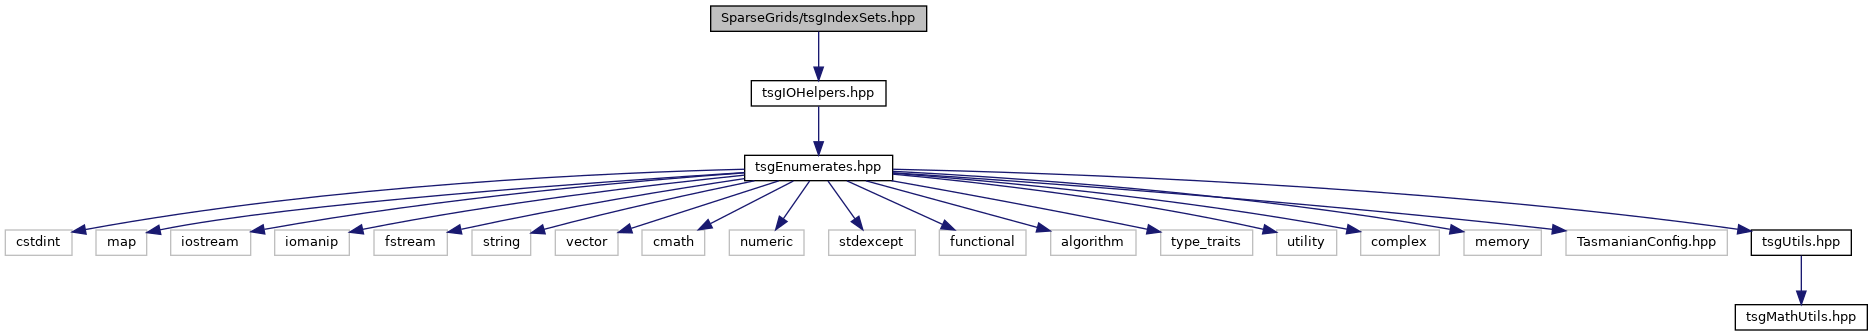 SparseGrids/tsgIndexSets.hpp
tsgIOHelpers.hpp
tsgEnumerates.hpp
cstdint
map
iostream
iomanip
fstream
string
vector
cmath
numeric
stdexcept
functional
algorithm
type_traits
utility
complex
memory
TasmanianConfig.hpp
tsgUtils.hpp
tsgMathUtils.hpp